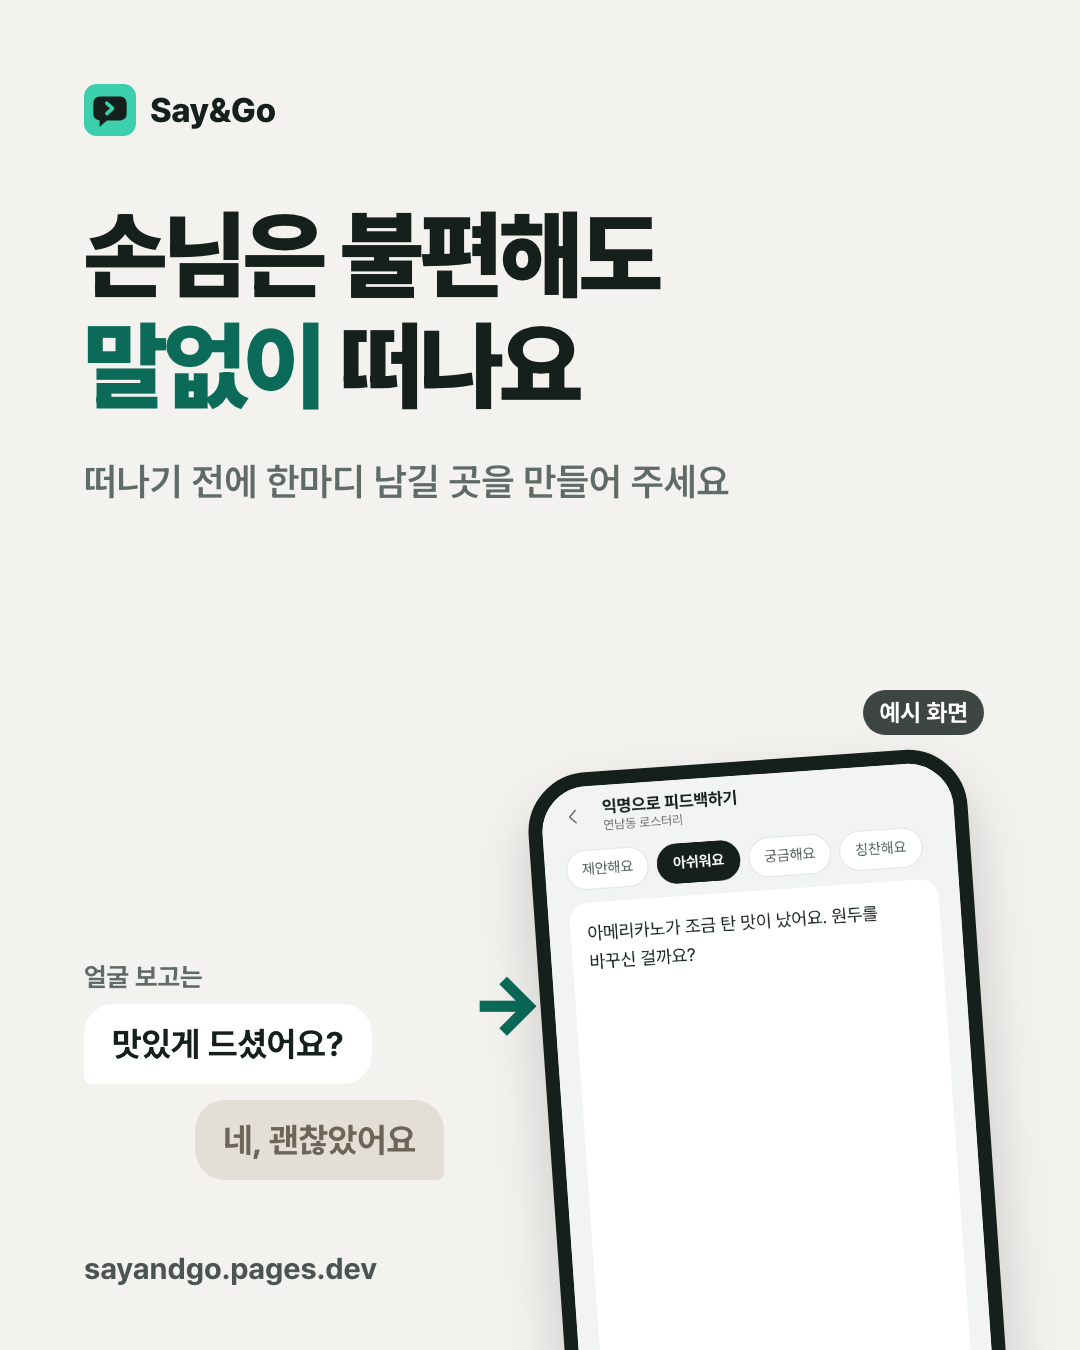 Say&Go
손님은 불편해도
말없이 떠나요
떠나기 전에 한마디 남길 곳을 만들어 주세요
예시 화면
익명으로 피드백하기
연남동 로스터리
제안해요 아쉬워요 궁금해요 칭찬해요
아메리카노가 조금 탄 맛이 났어요. 원두를
바꾸신 걸까요?
얼굴 보고는
맛있게 드셨어요?
네, 괜찮았어요
sayandgo.pages.dev